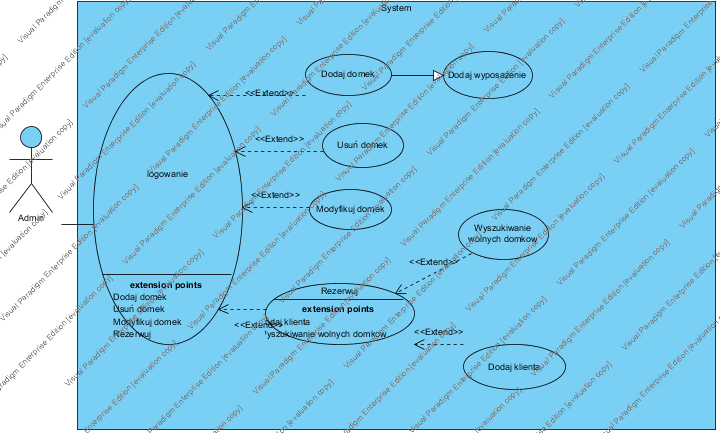 System
Dodaj domek
Dodaj wyposażenie
<<Extend>>
<<Extend>>
Usuń domek
logowanie
<<Extend>>
Modyfikuj domek
Admin
Wyszukiwanie
wolnych domkow
<<Extend>>
extension points
Dodaj domek
Usuń domek
Modyfikuj domek
Rezerwuj
Rezerwuj
extension points
odaj klienta
yszukiwanie wolnych domkow
<<Extend>>
<<Extend>>
Dodaj klienta
Visual Paradigm Enterprise Edition [evaluation copy]